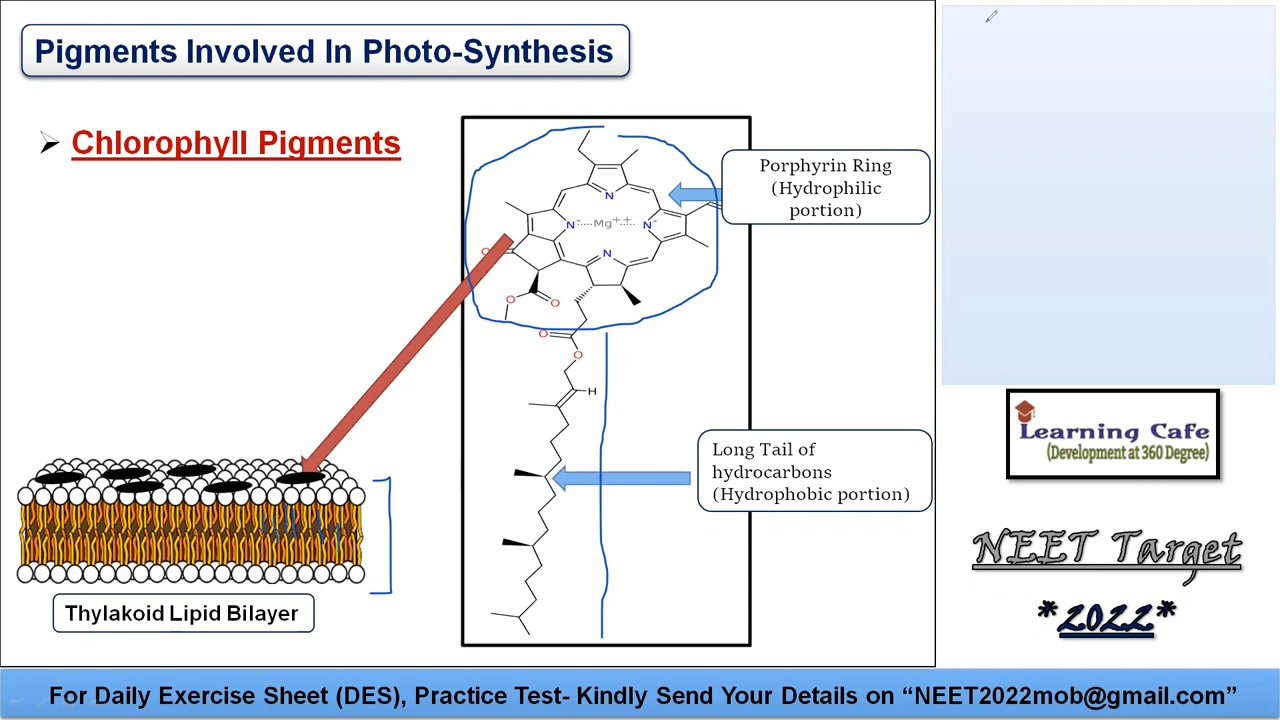 Pigments Involved In Photo-Synthesis
➢ Chlorophyll Pigments
Porphyrin Ring
(Hydrophilic
portion)
N
N-
Mg++
N-
N
O
O
O
O
O
H
Long Tail of
hydrocarbons
(Hydrophobic portion)
Thylakoid Lipid Bilayer
Learning Cafe
(Development at 360 Degree)
NEET Target
*2022*
For Daily Exercise Sheet (DES), Practice Test- Kindly Send Your Details on “NEET2022mob@gmail.com”